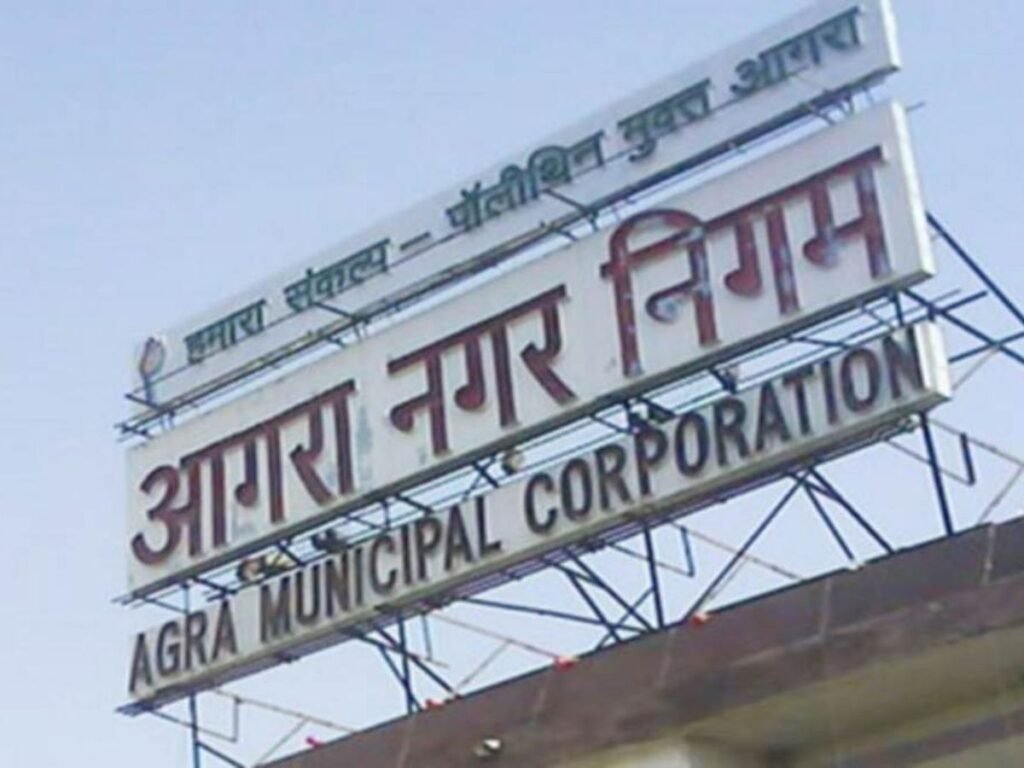 हमारा संकल्प - पॉलीथिन मुक्त आगरा
आगरा नगर निगम
AGRA MUNICIPAL CORPORATION